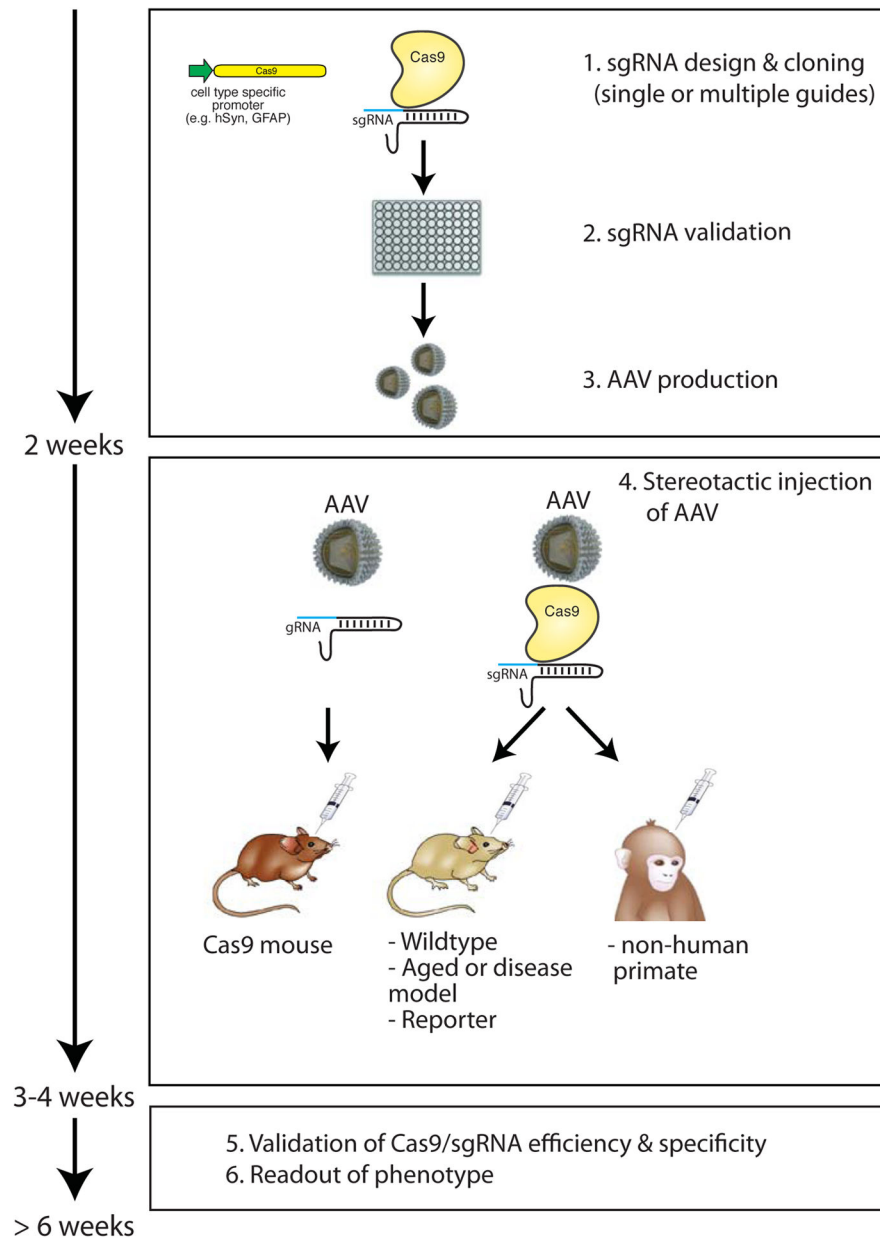 Cas9
cell type specific
promoter
(e.g. hSyn, GFAP)
Cas9
sgRNA
1. sgRNA design & cloning
(single or multiple guides)
2. sgRNA validation
3. AAV production
2 weeks
4. Stereotactic injection
of AAV
AAV
gRNA
AAV
Cas9
sgRNA
Cas9 mouse
- Wildtype
- Aged or disease
model
- Reporter
- non-human
primate
3-4 weeks
5. Validation of Cas9/sgRNA efficiency & specificity
6. Readout of phenotype
> 6 weeks